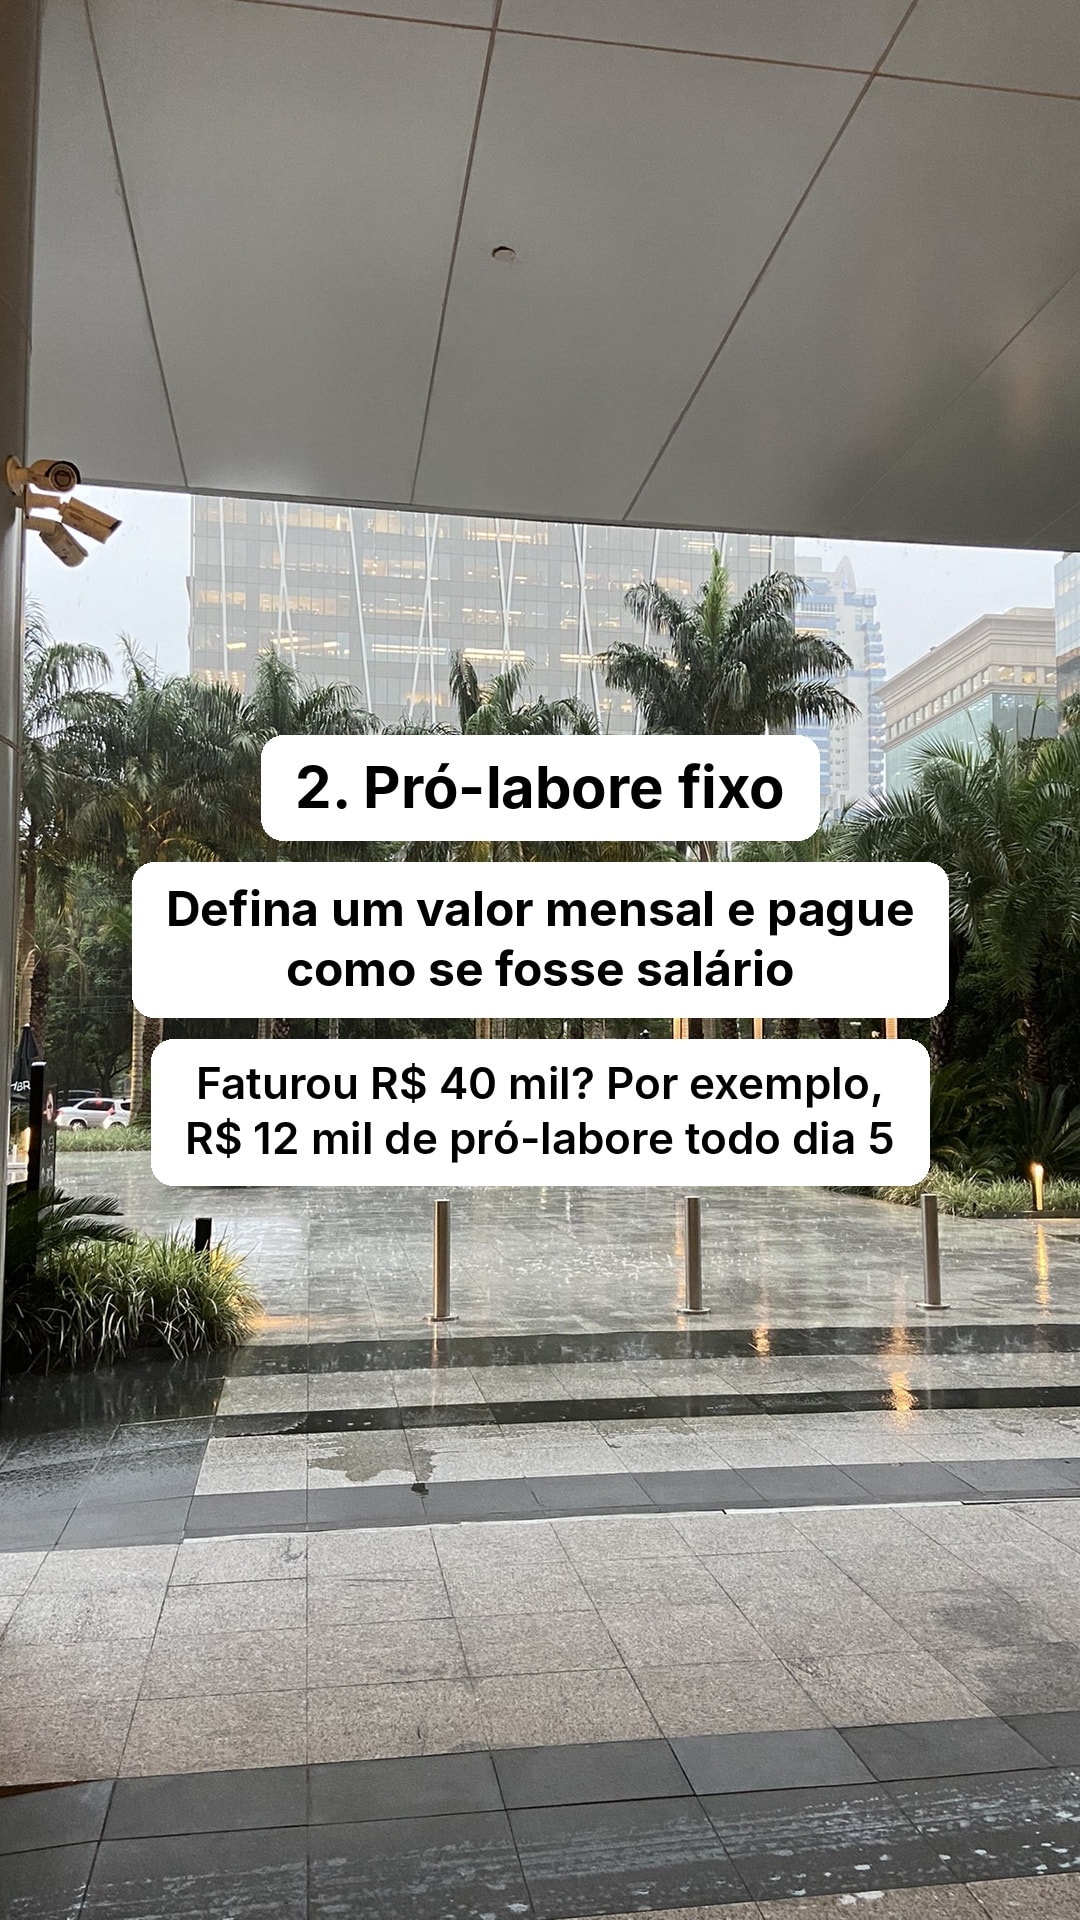 2. Pró-labore fixo
Defina um valor mensal e pague
como se fosse salário
Faturou R$ 40 mil? Por exemplo,
R$ 12 mil de pró-labore todo dia 5